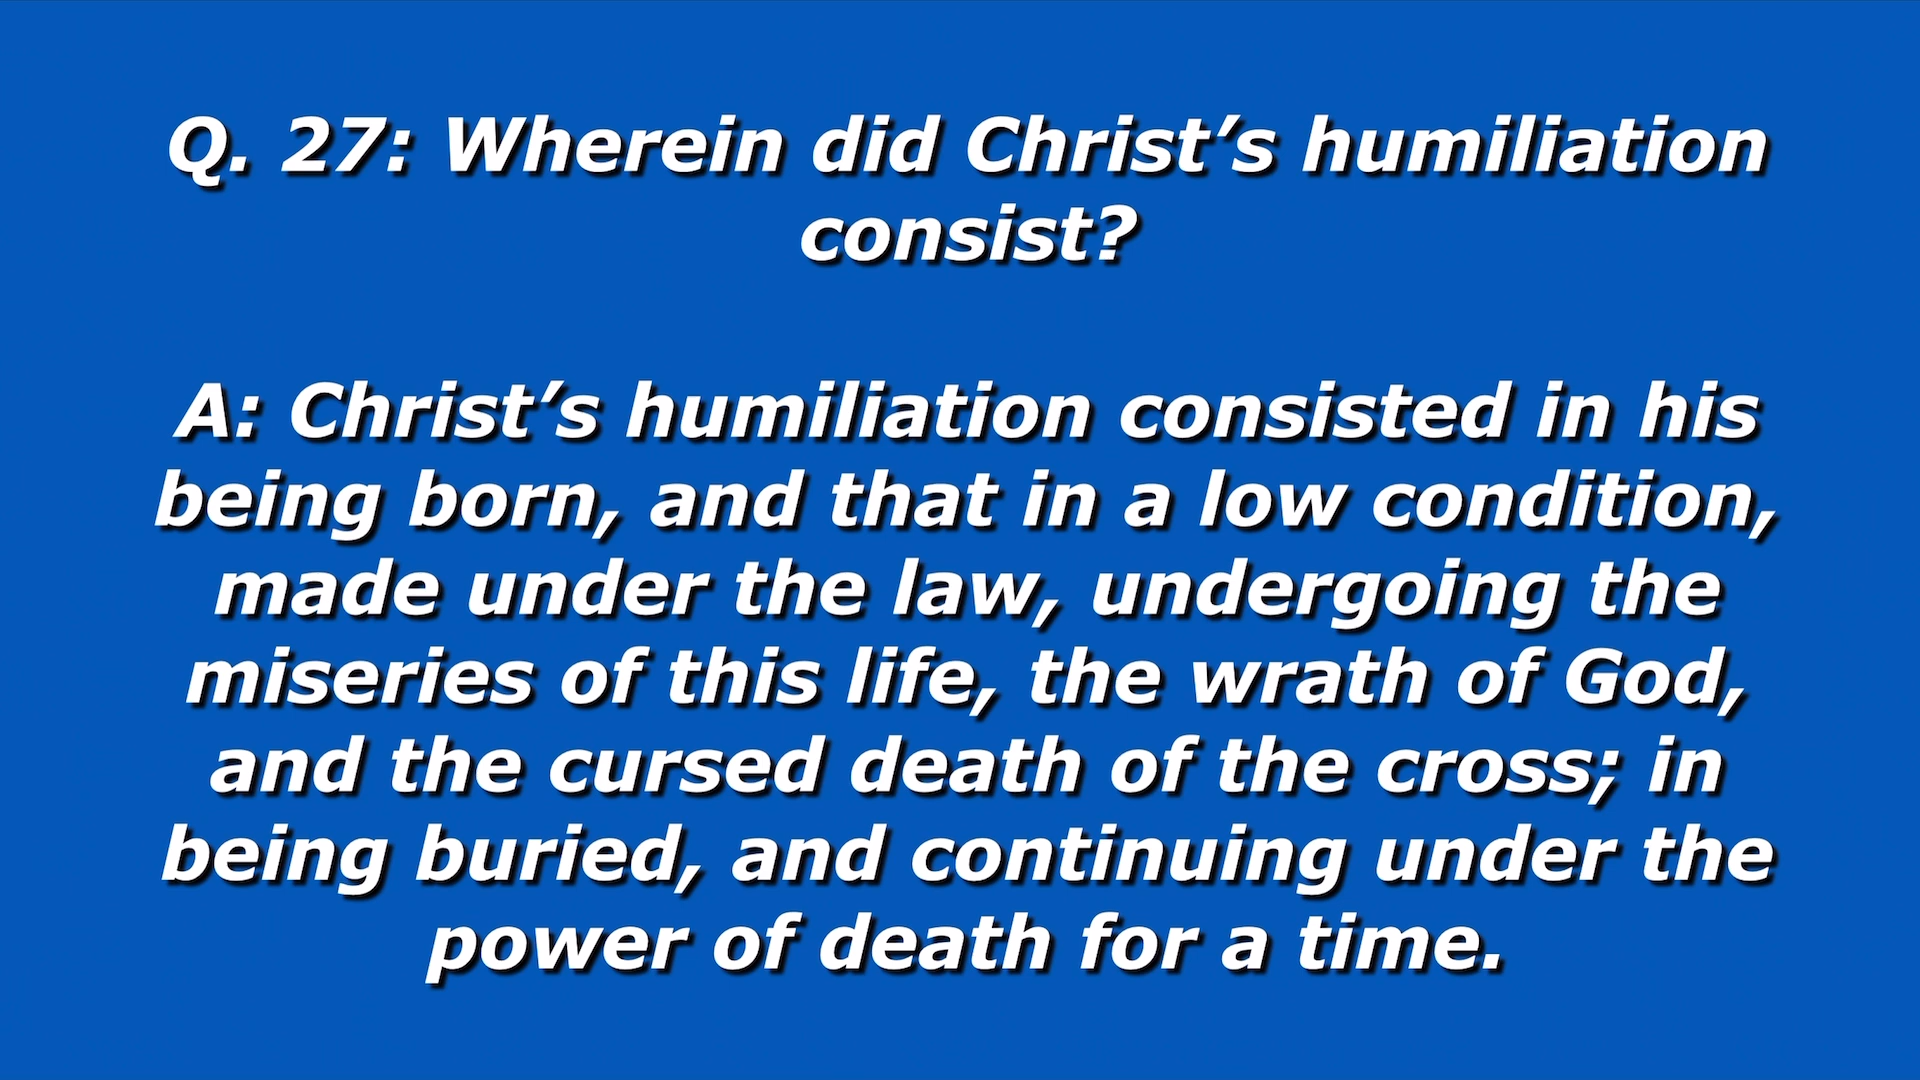 Q. 27: Wherein did Christ’s humiliation
consist?
A: Christ’s humiliation consisted in his
being born, and that in a low condition,
made under the law, undergoing the
miseries of this life, the wrath of God,
and the cursed death of the cross; in
being buried, and continuing under the
power of death for a time.